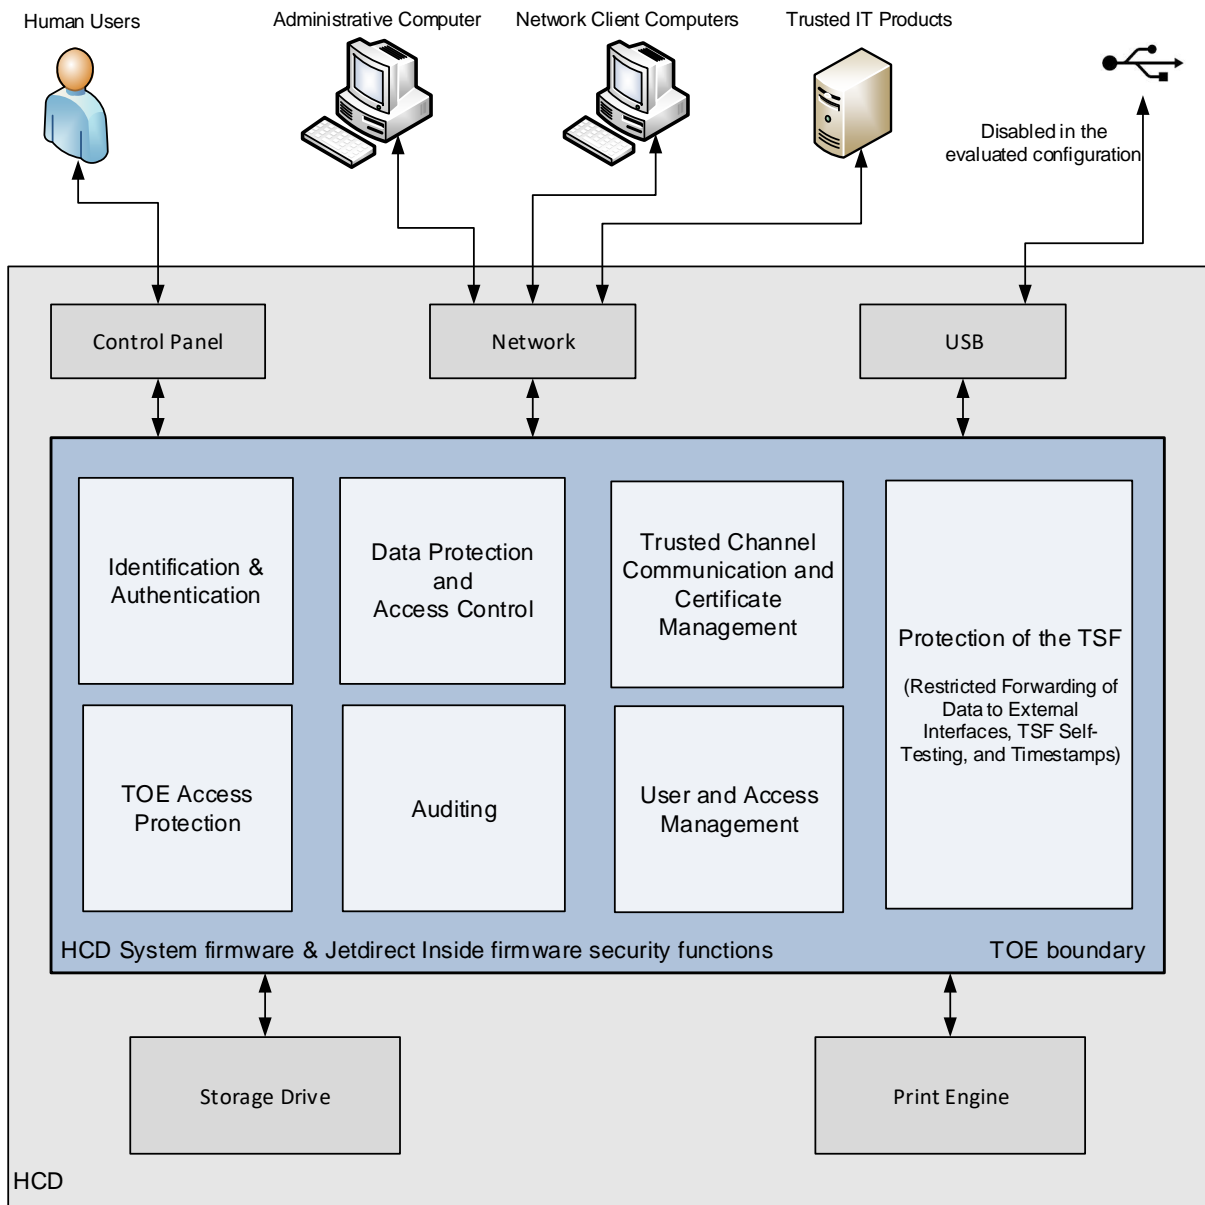 Human Users
Administrative Computer
Network Client Computers
Trusted IT Products
Disabled in the
evaluated configuration
Control Panel
Network
USB
Identification &
Authentication
Data Protection
and
Access Control
Trusted Channel
Communication and
Certificate
Management
Protection of the TSF
(Restricted Forwarding of
Data to External
Interfaces, TSF Self-
Testing, and Timestamps)
TOE Access
Protection
Auditing
User and Access
Management
HCD System firmware & Jetdirect Inside firmware security functions
TOE boundary
Storage Drive
Print Engine
HCD